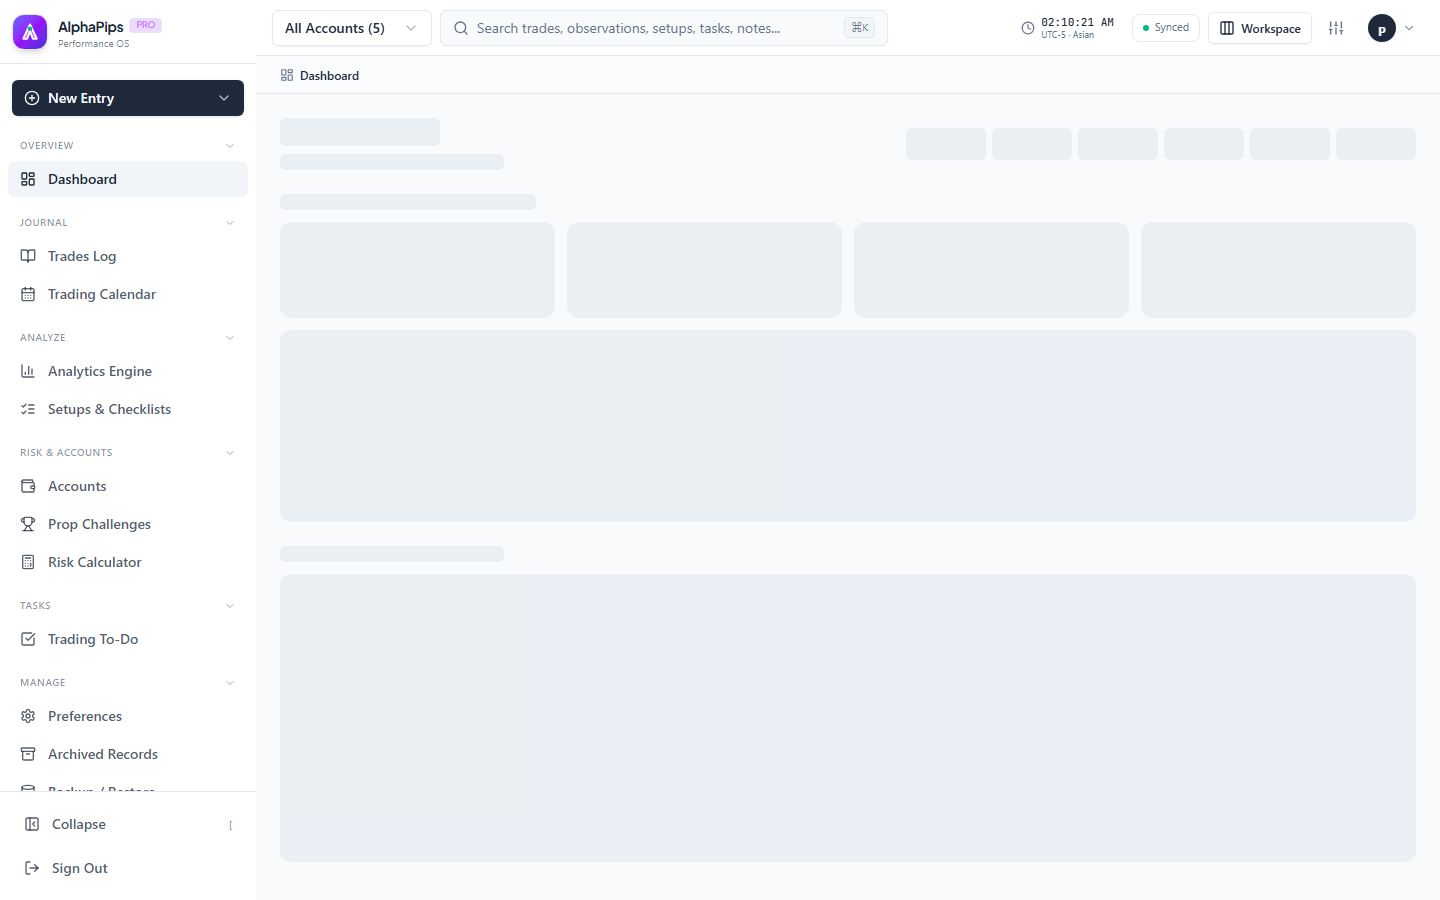 AlphaPips PRO
Performance OS
All Accounts (5)
Search trades, observations, setups, tasks, notes...
⌘K
02:10:21 AM
UTC-5 · Asian
Synced
Workspace
p
Dashboard
New Entry
OVERVIEW
Dashboard
JOURNAL
Trades Log
Trading Calendar
ANALYZE
Analytics Engine
Setups & Checklists
RISK & ACCOUNTS
Accounts
Prop Challenges
Risk Calculator
TASKS
Trading To-Do
MANAGE
Preferences
Archived Records
Backup / Restore
Collapse [
Sign Out